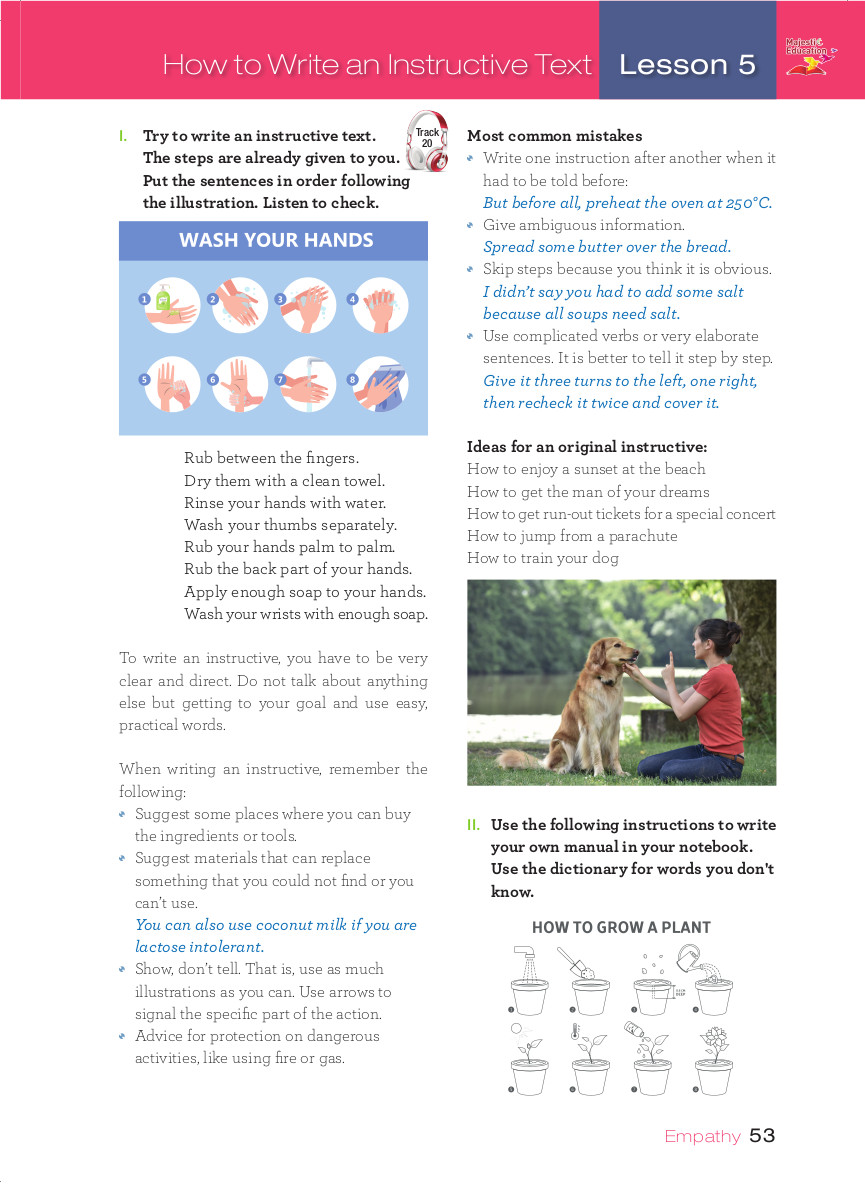 How to Write an Instructive Text
Lesson 5
Majestic
Education
I. Try to write an instructive text.
The steps are already given to you.
Put the sentences in order following
the illustration. Listen to check.
Track
20
WASH YOUR HANDS
1
2
3
4
5
6
7
8
Rub between the fingers.
Dry them with a clean towel.
Rinse your hands with water.
Wash your thumbs separately.
Rub your hands palm to palm.
Rub the back part of your hands.
Apply enough soap to your hands.
Wash your wrists with enough soap.
To write an instructive, you have to be very
clear and direct. Do not talk about anything
else but getting to your goal and use easy,
practical words.
When writing an instructive, remember the
following:
Suggest some places where you can buy
the ingredients or tools.
Suggest materials that can replace
something that you could not find or you
can't use.
You can also use coconut milk if you are
lactose intolerant.
Show, don't tell. That is, use as much
illustrations as you can. Use arrows to
signal the specific part of the action.
Advice for protection on dangerous
activities, like using fire or gas.
Most common mistakes
Write one instruction after another when it
had to be told before:
But before all, preheat the oven at 250°C.
Give ambiguous information.
Spread some butter over the bread.
Skip steps because you think it is obvious.
I didn't say you had to add some salt
because all soups need salt.
Use complicated verbs or very elaborate
sentences. It is better to tell it step by step.
Give it three turns to the left, one right,
then recheck it twice and cover it.
Ideas for an original instructive:
How to enjoy a sunset at the beach
How to get the man of your dreams
How to get run-out tickets for a special concert
How to jump from a parachute
How to train your dog
II. Use the following instructions to write
your own manual in your notebook.
Use the dictionary for words you don't
know.
HOW TO GROW A PLANT
DEEP
1
2
3
4
5
6
7
8
Empathy 53